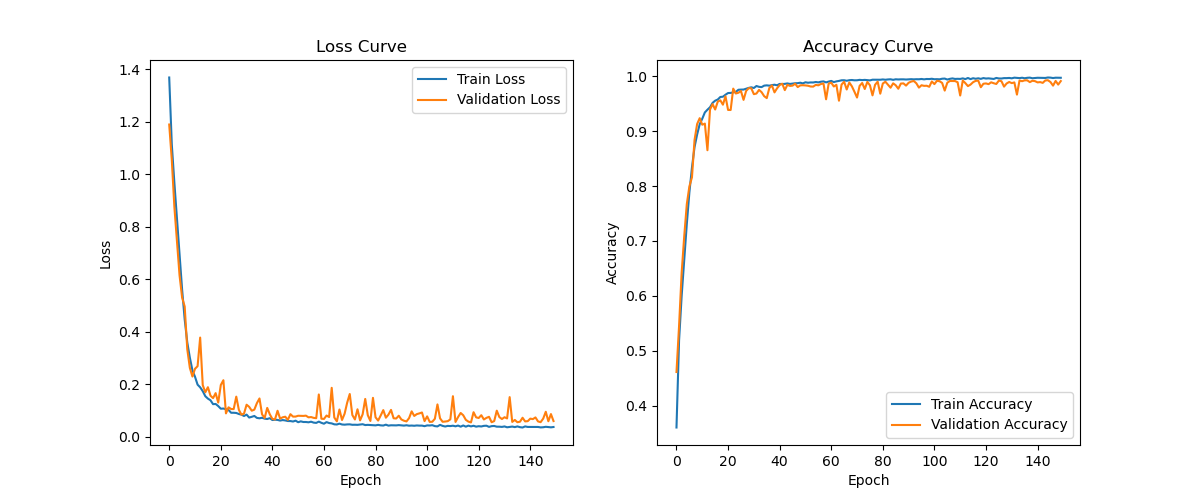 Loss Curve
Train Loss
Validation Loss
1.4
1.2
1.0
0.8
0.6
0.4
0.2
0.0
Loss
0 20 40 60 80 100 120 140
Epoch
Accuracy Curve
1.0
0.9
0.8
0.7
0.6
0.5
0.4
Accuracy
Train Accuracy
Validation Accuracy
0 20 40 60 80 100 120 140
Epoch